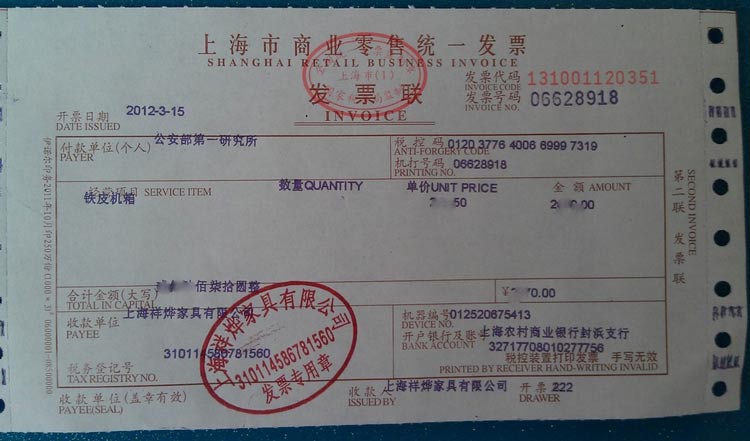 上海市商业零售统一发票
SHANGHAI RETAIL BUSINESS INVOICE
上海市(1)
发票联
INVOICE
发票代码 131001120351
INVOICE CODE
发票号码 06628918
INVOICE NO.
开票日期 2012-3-15
DATE ISSUED
付款单位(个人) 公安部第一研究所
PAYER
税控码 0120 3776 4006 6999 7319
ANTI-FORGERY CODE
机打号码 06628918
PRINTING NO.
经营项目 SERVICE ITEM 数量QUANTITY 单价UNIT PRICE 金额 AMOUNT
铁皮机箱
合计金额(大写) 佰柒拾圆整
TOTAL IN CAPITAL
收款单位 上海祥烨家具有限公司
PAYEE
机器编号 012520675413
DEVICE NO.
开户银行及账号 上海农村商业银行封浜支行
BANK ACCOUNT 32717708010277756
税务登记号 310114586781560
TAX REGISTRY NO.
税控装置打印发票 手写无效
PRINTED BY RECEIVER HAND-WRITING INVALID
收款单位(盖章有效)
PAYEE(SEAL)
收款人 上海祥烨家具有限公司
ISSUED BY
开票 222
DRAWER
上海祥烨家具有限公司
310114586781560
发票专用章
SECOND INVOICE
第二联 发票联